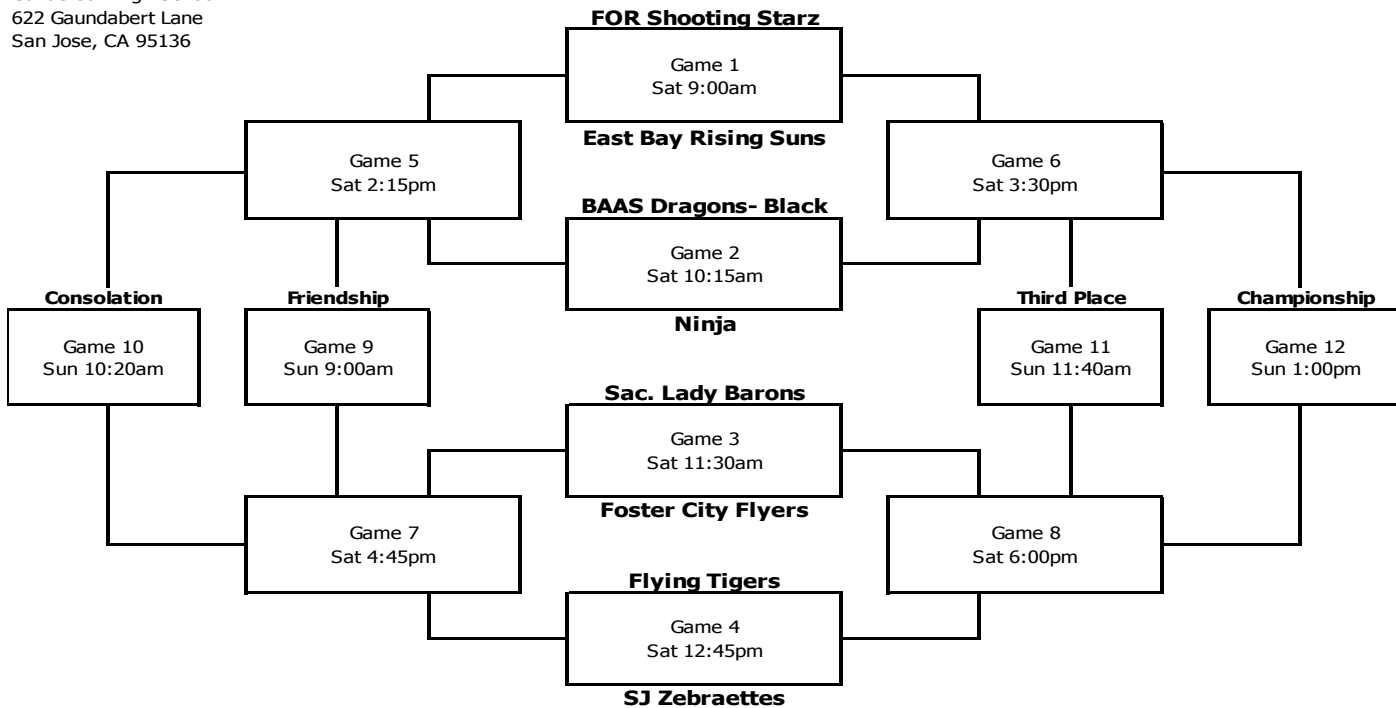 622 Gaundabert Lane
San Jose, CA 95136
FOR Shooting Starz
Game 1
Sat 9:00am
East Bay Rising Suns
Game 5
Sat 2:15pm
Game 6
Sat 3:30pm
BAAS Dragons- Black
Game 2
Sat 10:15am
Ninja
Consolation
Game 10
Sun 10:20am
Friendship
Game 9
Sun 9:00am
Third Place
Game 11
Sun 11:40am
Championship
Game 12
Sun 1:00pm
Sac. Lady Barons
Game 3
Sat 11:30am
Foster City Flyers
Game 7
Sat 4:45pm
Game 8
Sat 6:00pm
Flying Tigers
Game 4
Sat 12:45pm
SJ Zebraettes